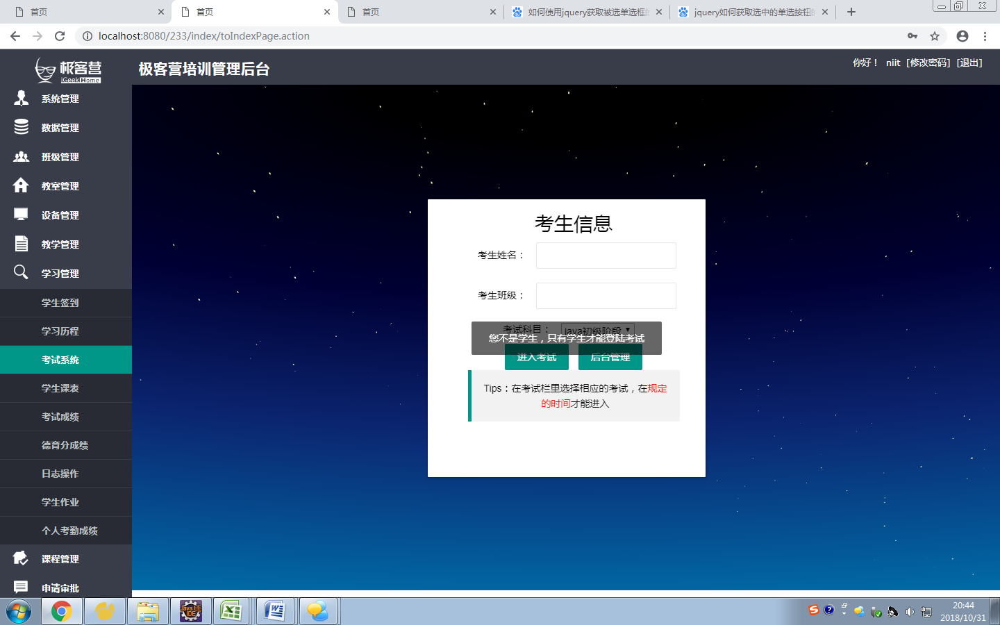 首页
首页
首页
如何使用jquery获取被选单选框
jquery如何获取选中的单选按钮
localhost:8080/233/index/toIndexPage.action
极客营
iGeekHome
极客营培训管理后台
你好！ niit [修改密码] [退出]
系统管理
数据管理
班级管理
教室管理
设备管理
教学管理
学习管理
学生签到
学习历程
考试系统
学生课表
考试成绩
德育分成绩
日志操作
学生作业
个人考勤成绩
课程管理
申请审批
考生信息
考生姓名：
考生班级：
考试科目： java初级阶段
您不是学生，只有学生才能登陆考试
进入考试 后台管理
Tips：在考试栏里选择相应的考试，在规定
的时间才能进入
Java EE
IDE
20:44
2018/10/31